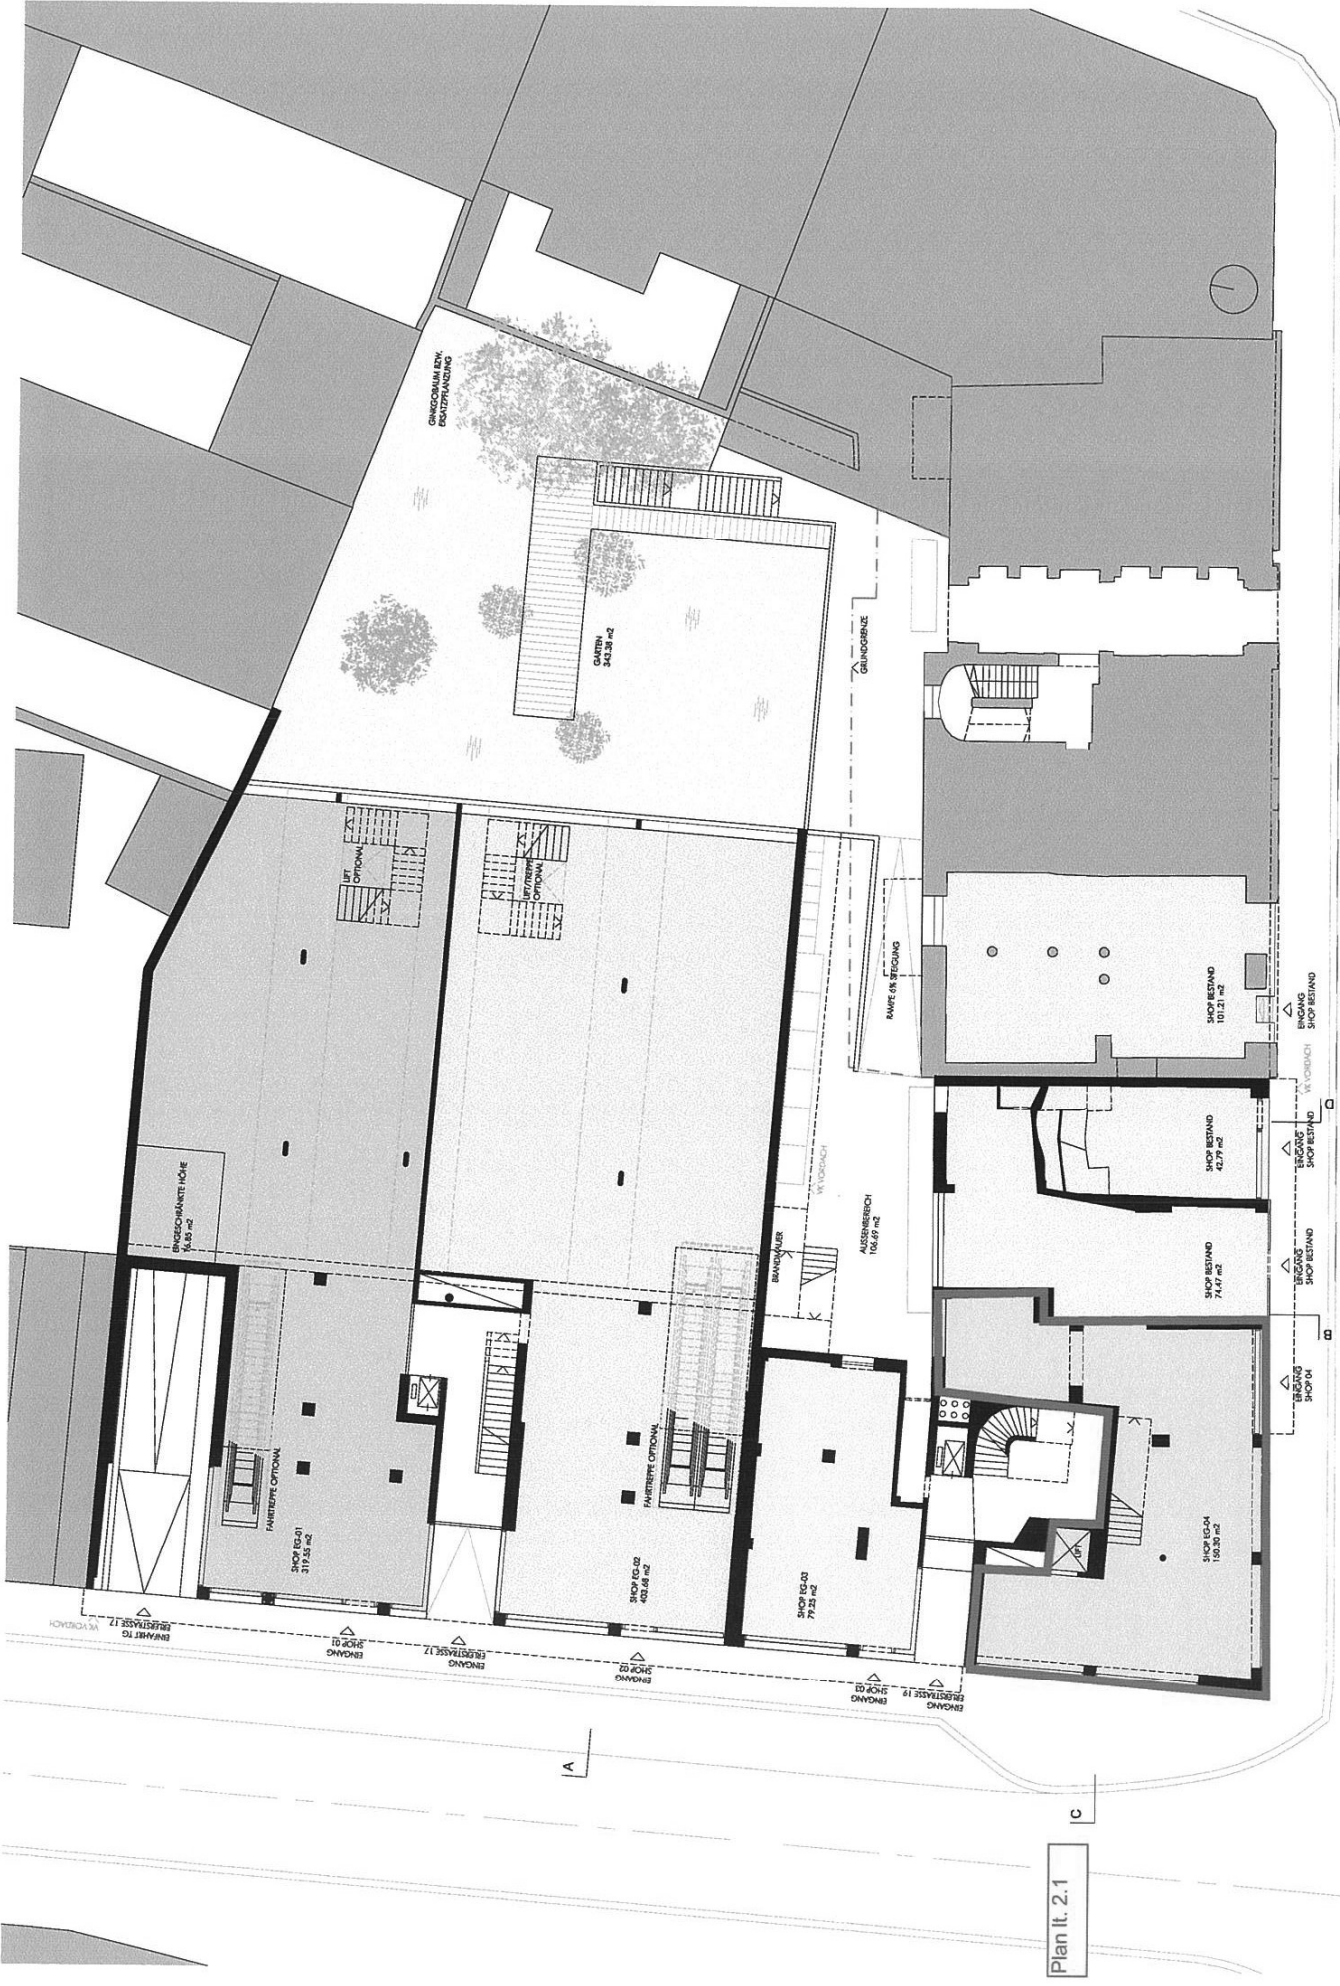 GINKGOBAUM BZW.
ERSATZPFLANZUNG
GARTEN
343.38 m2
GRUNDGRENZE
LIFT
OPTIONAL
LIFT/TREPPE
OPTIONAL
RAMPE 6% STEIGUNG
EINGESCHRÄNKTE HÖHE
16.85 m2
BRANDMAUER
VK VORDACH
AUSSENBEREICH
106.69 m2
SHOP BESTAND
101.21 m2
EINGANG
SHOP BESTAND
VK VORDACH
D
SHOP BESTAND
42.79 m2
EINGANG
SHOP BESTAND
SHOP BESTAND
74.47 m2
EINGANG
SHOP BESTAND
B
EINGANG
SHOP 04
FAHRTREPPE OPTIONAL
SHOP EG-01
319.55 m2
FAHRTREPPE OPTIONAL
SHOP EG-02
403.68 m2
SHOP EG-03
79.25 m2
LIFT
SHOP EG-04
150.30 m2
VK VORDACH
EINFAHRT TG
ERLERSTRASSE 17
EINGANG
SHOP 01
EINGANG
ERLERSTRASSE 17
EINGANG
SHOP 02
EINGANG
SHOP 03
EINGANG
ERLERSTRASSE 19
A
C
Plan lt. 2.1